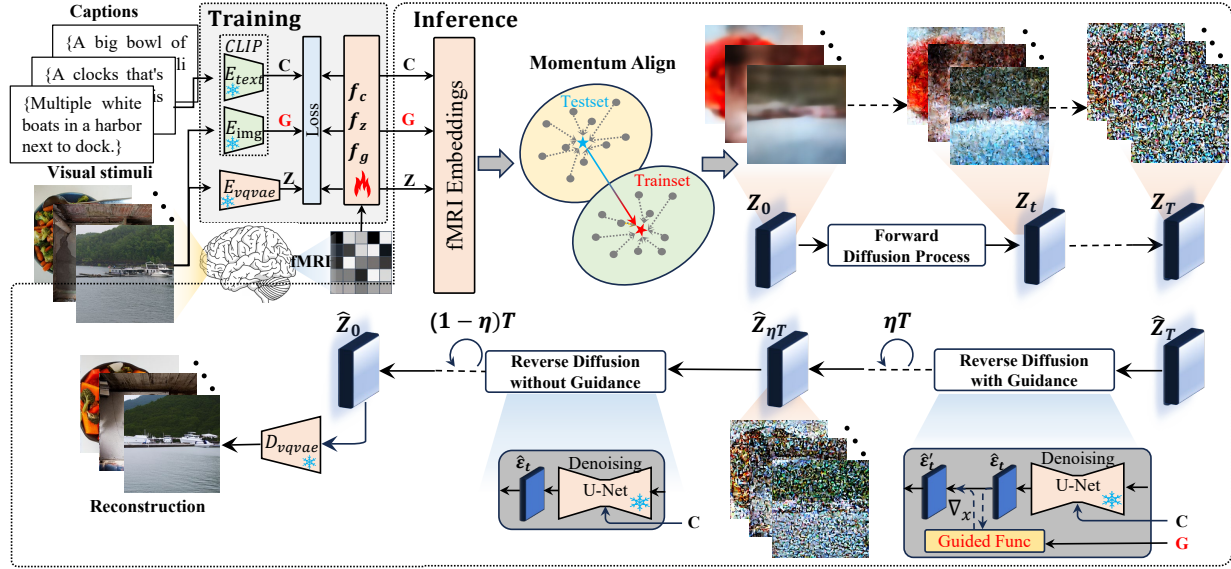 Captions
{A big bowl of
li
{A clocks that's
is
{Multiple white
boats in a harbor
next to dock.}
Visual stimuli
Training
CLIP
E_text
E_img
E_vqvae
C
G
Z
Loss
f_c
f_z
f_g
fMRI
Inference
C
G
Z
fMRI Embeddings
Momentum Align
Testset
Trainset
Z_0
Forward
Diffusion Process
Z_t
Z_T
Ẑ_0
(1 − η)T
Reverse Diffusion
without Guidance
Ẑ_ηT
ηT
Reverse Diffusion
with Guidance
Ẑ_T
D_vqvae
Reconstruction
ε̂_t
Denoising
U-Net
C
ε̂′_t
ε̂_t
Denoising
U-Net
∇_x
Guided Func
C
G